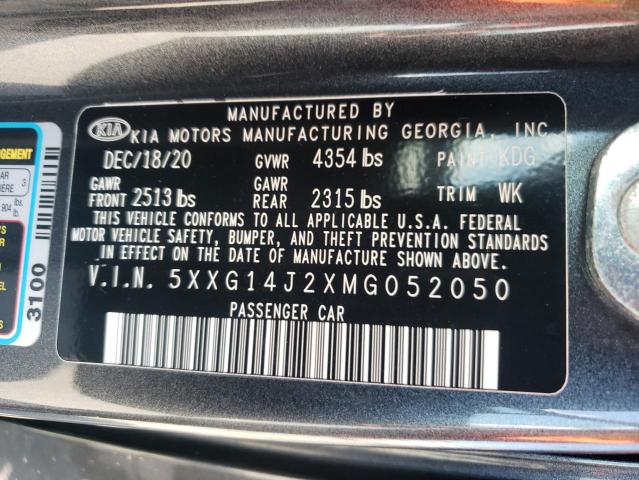 MANUFACTURED BY
KIA KIA MOTORS MANUFACTURING GEORGIA, INC
DEC/18/20 GVWR 4354 lbs PAINT KDG
GAWR FRONT 2513 lbs GAWR REAR 2315 lbs TRIM WK
THIS VEHICLE CONFORMS TO ALL APPLICABLE U.S.A. FEDERAL
MOTOR VEHICLE SAFETY, BUMPER, AND THEFT PREVENTION STANDARDS
IN EFFECT ON THE DATE OF MANUFACTURE SHOWN ABOVE.
V.I.N. 5XXG14J2XMG052050
PASSENGER CAR
3100